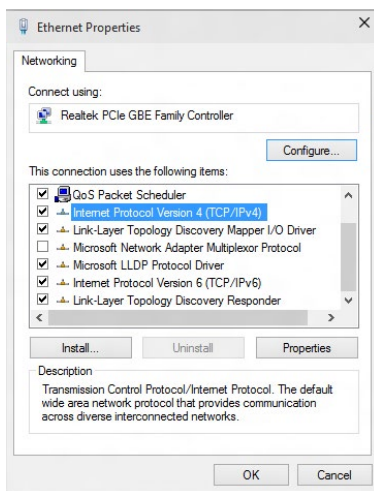 Ethernet Properties
Networking
Connect using:
Realtek PCIe GBE Family Controller
Configure...
This connection uses the following items:
QoS Packet Scheduler
Internet Protocol Version 4 (TCP/IPv4)
Link-Layer Topology Discovery Mapper I/O Driver
Microsoft Network Adapter Multiplexor Protocol
Microsoft LLDP Protocol Driver
Internet Protocol Version 6 (TCP/IPv6)
Link-Layer Topology Discovery Responder
Install... Uninstall Properties
Description
Transmission Control Protocol/Internet Protocol. The default
wide area network protocol that provides communication
across diverse interconnected networks.
OK Cancel